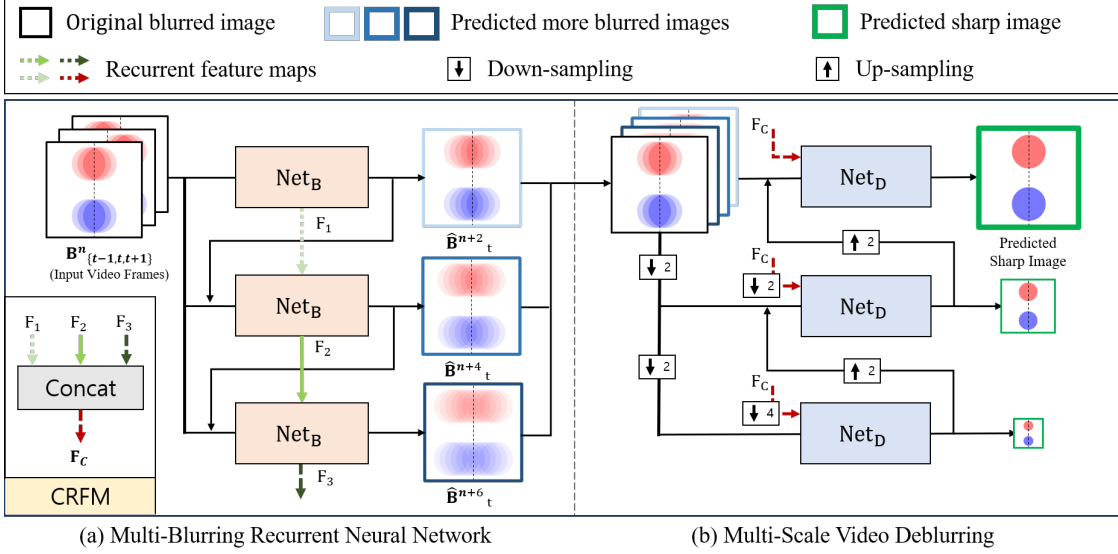 Original blurred image
Predicted more blurred images
Predicted sharp image
Recurrent feature maps
Down-sampling
Up-sampling
B^n_{t-1,t,t+1}
(Input Video Frames)
Net_B
F_1
B̂^{n+2}_t
Net_B
F_2
B̂^{n+4}_t
Net_B
F_3
B̂^{n+6}_t
F_1 F_2 F_3
Concat
F_C
CRFM
F_C
Net_D
Predicted
Sharp Image
2
2
F_C
2
Net_D
2
2
F_C
4
Net_D
(a) Multi-Blurring Recurrent Neural Network
(b) Multi-Scale Video Deblurring